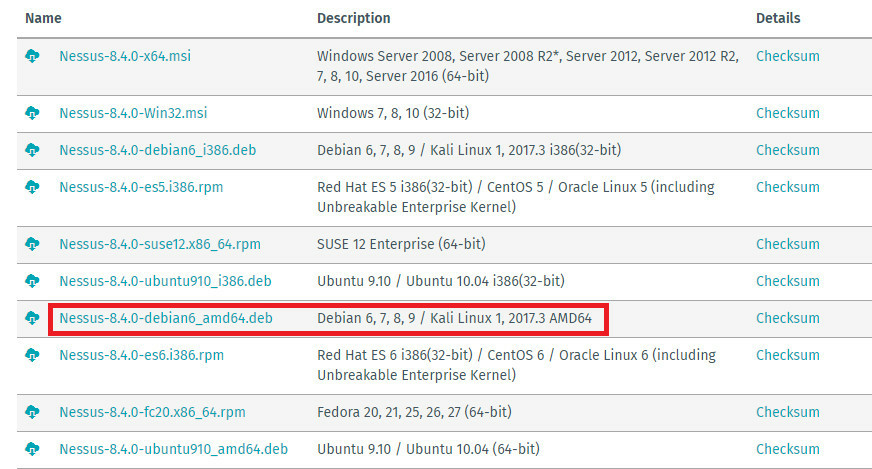 Name Description Details
Nessus-8.4.0-x64.msi Windows Server 2008, Server 2008 R2*, Server 2012, Server 2012 R2, Checksum
7, 8, 10, Server 2016 (64-bit)
Nessus-8.4.0-Win32.msi Windows 7, 8, 10 (32-bit) Checksum
Nessus-8.4.0-debian6_i386.deb Debian 6, 7, 8, 9 / Kali Linux 1, 2017.3 i386(32-bit) Checksum
Nessus-8.4.0-es5.i386.rpm Red Hat ES 5 i386(32-bit) / CentOS 5 / Oracle Linux 5 (including Checksum
Unbreakable Enterprise Kernel)
Nessus-8.4.0-suse12.x86_64.rpm SUSE 12 Enterprise (64-bit) Checksum
Nessus-8.4.0-ubuntu910_i386.deb Ubuntu 9.10 / Ubuntu 10.04 i386(32-bit) Checksum
Nessus-8.4.0-debian6_amd64.deb Debian 6, 7, 8, 9 / Kali Linux 1, 2017.3 AMD64 Checksum
Nessus-8.4.0-es6.i386.rpm Red Hat ES 6 i386(32-bit) / CentOS 6 / Oracle Linux 6 (including Checksum
Unbreakable Enterprise Kernel)
Nessus-8.4.0-fc20.x86_64.rpm Fedora 20, 21, 25, 26, 27 (64-bit) Checksum
Nessus-8.4.0-ubuntu910_amd64.deb Ubuntu 9.10 / Ubuntu 10.04 (64-bit) Checksum